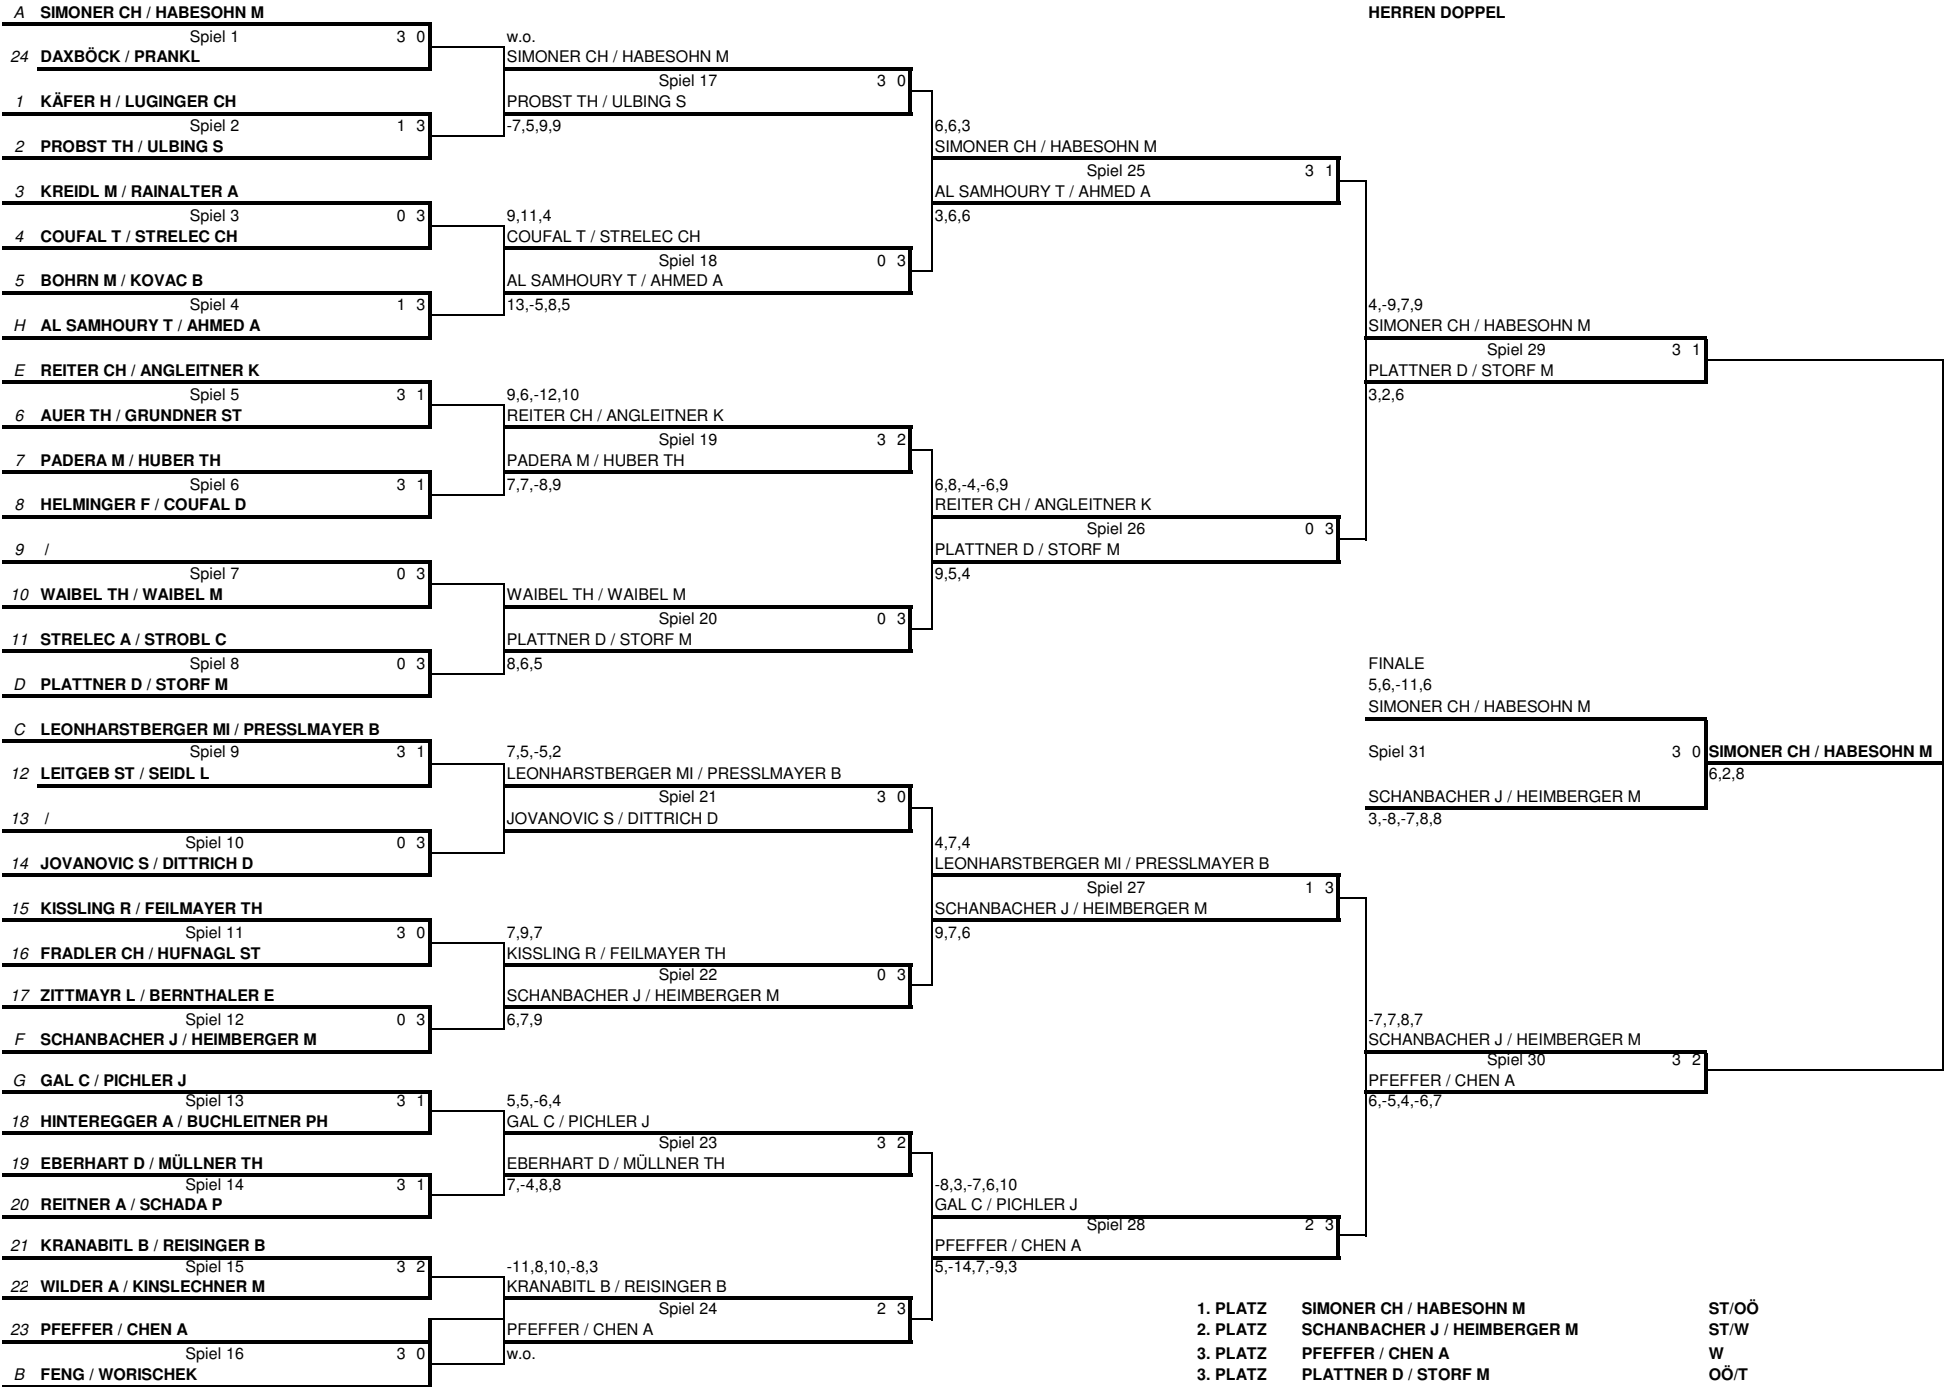 HERREN DOPPEL
A SIMONER CH / HABESOHN M
Spiel 1 3 0
24 DAXBÖCK / PRANKL
1 KÄFER H / LUGINGER CH
Spiel 2 1 3
2 PROBST TH / ULBING S
3 KREIDL M / RAINALTER A
Spiel 3 0 3
4 COUFAL T / STRELEC CH
5 BOHRN M / KOVAC B
Spiel 4 1 3
H AL SAMHOURY T / AHMED A
E REITER CH / ANGLEITNER K
Spiel 5 3 1
6 AUER TH / GRUNDNER ST
7 PADERA M / HUBER TH
Spiel 6 3 1
8 HELMINGER F / COUFAL D
9 /
Spiel 7 0 3
10 WAIBEL TH / WAIBEL M
11 STRELEC A / STROBL C
Spiel 8 0 3
D PLATTNER D / STORF M
C LEONHARSTBERGER MI / PRESSLMAYER B
Spiel 9 3 1
12 LEITGEB ST / SEIDL L
13 /
Spiel 10 0 3
14 JOVANOVIC S / DITTRICH D
15 KISSLING R / FEILMAYER TH
Spiel 11 3 0
16 FRADLER CH / HUFNAGL ST
17 ZITTMAYR L / BERNTHALER E
Spiel 12 0 3
F SCHANBACHER J / HEIMBERGER M
G GAL C / PICHLER J
Spiel 13 3 1
18 HINTEREGGER A / BUCHLEITNER PH
19 EBERHART D / MÜLLNER TH
Spiel 14 3 1
20 REITNER A / SCHADA P
21 KRANABITL B / REISINGER B
Spiel 15 3 2
22 WILDER A / KINSLECHNER M
23 PFEFFER / CHEN A
Spiel 16 3 0
B FENG / WORISCHEK
w.o.
SIMONER CH / HABESOHN M
Spiel 17 3 0
PROBST TH / ULBING S
-7,5,9,9
9,11,4
COUFAL T / STRELEC CH
Spiel 18 0 3
AL SAMHOURY T / AHMED A
13,-5,8,5
9,6,-12,10
REITER CH / ANGLEITNER K
Spiel 19 3 2
PADERA M / HUBER TH
7,7,-8,9
WAIBEL TH / WAIBEL M
Spiel 20 0 3
PLATTNER D / STORF M
8,6,5
7,5,-5,2
LEONHARSTBERGER MI / PRESSLMAYER B
Spiel 21 3 0
JOVANOVIC S / DITTRICH D
7,9,7
KISSLING R / FEILMAYER TH
Spiel 22 0 3
SCHANBACHER J / HEIMBERGER M
6,7,9
5,5,-6,4
GAL C / PICHLER J
Spiel 23 3 2
EBERHART D / MÜLLNER TH
7,-4,8,8
-11,8,10,-8,3
KRANABITL B / REISINGER B
Spiel 24 2 3
PFEFFER / CHEN A
w.o.
6,6,3
SIMONER CH / HABESOHN M
Spiel 25 3 1
AL SAMHOURY T / AHMED A
3,6,6
6,8,-4,-6,9
REITER CH / ANGLEITNER K
Spiel 26 0 3
PLATTNER D / STORF M
9,5,4
4,7,4
LEONHARSTBERGER MI / PRESSLMAYER B
Spiel 27 1 3
SCHANBACHER J / HEIMBERGER M
9,7,6
-8,3,-7,6,10
GAL C / PICHLER J
Spiel 28 2 3
PFEFFER / CHEN A
5,-14,7,-9,3
4,-9,7,9
SIMONER CH / HABESOHN M
Spiel 29 3 1
PLATTNER D / STORF M
3,2,6
-7,7,8,7
SCHANBACHER J / HEIMBERGER M
Spiel 30 3 2
PFEFFER / CHEN A
6,-5,4,-6,7
FINALE
5,6,-11,6
SIMONER CH / HABESOHN M
Spiel 31 3 0 SIMONER CH / HABESOHN M
6,2,8
SCHANBACHER J / HEIMBERGER M
3,-8,-7,8,8
1. PLATZ SIMONER CH / HABESOHN M ST/OÖ
2. PLATZ SCHANBACHER J / HEIMBERGER M ST/W
3. PLATZ PFEFFER / CHEN A W
3. PLATZ PLATTNER D / STORF M OÖ/T